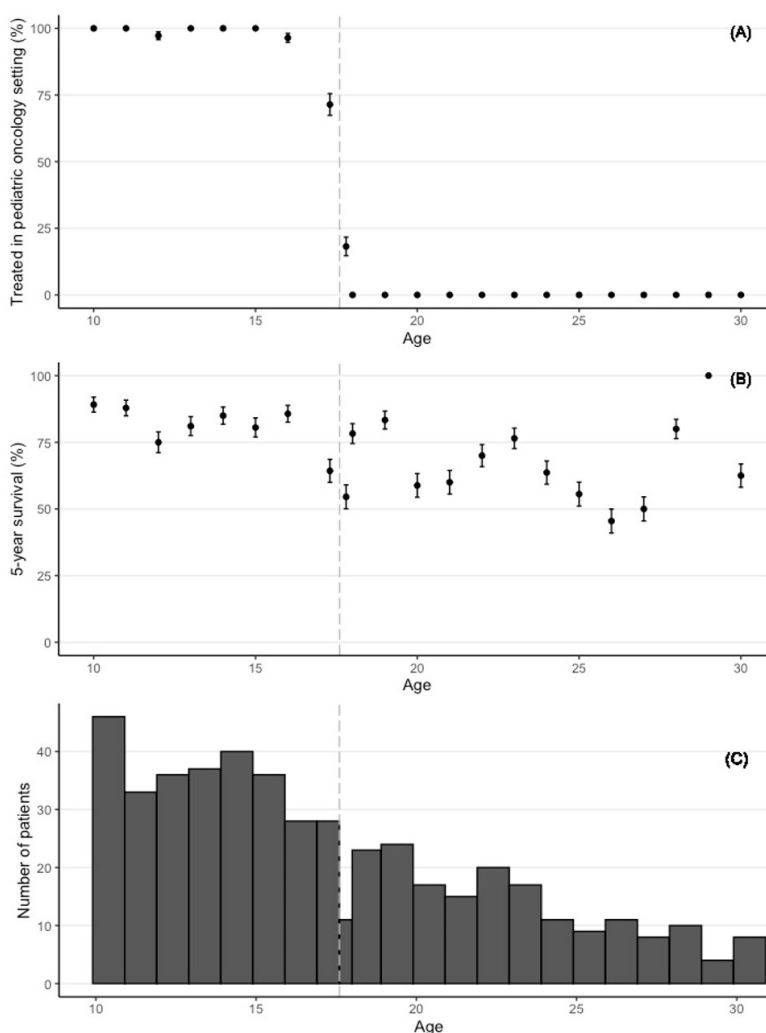 (A)
Treated in pediatric oncology setting (%)
100
75
50
25
0
10 15 20 25 30
Age
(B)
5-year survival (%)
100
75
50
25
0
10 15 20 25 30
Age
(C)
Number of patients
40
30
20
10
0
10 15 20 25 30
Age